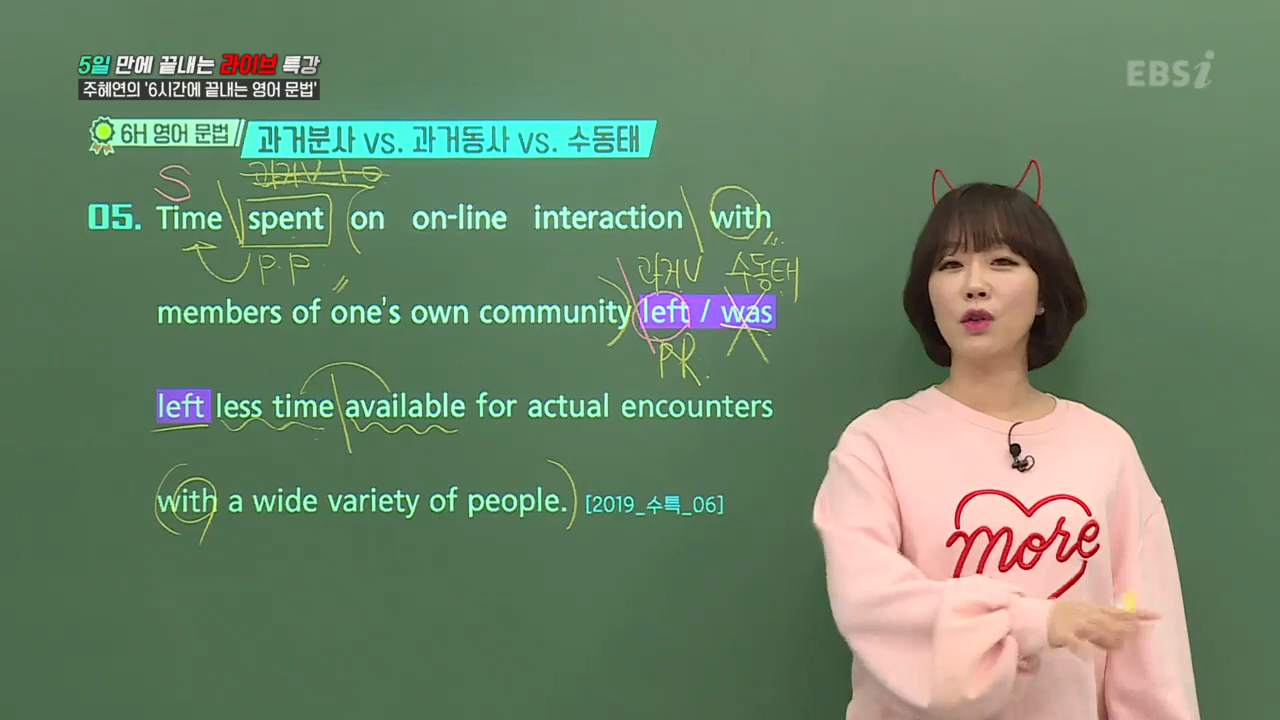 5일 만에 끝내는 라이브 특강
주혜연의 '6시간에 끝내는 영어 문법'
EBSi
6H 영어 문법
과거분사 vs. 과거동사 vs. 수동태
S
05. Time spent on on-line interaction with
P.P
과거V 수동태
members of one's own community left / was
left less time available for actual encounters
with a wide variety of people. [2019_수특_06]
more